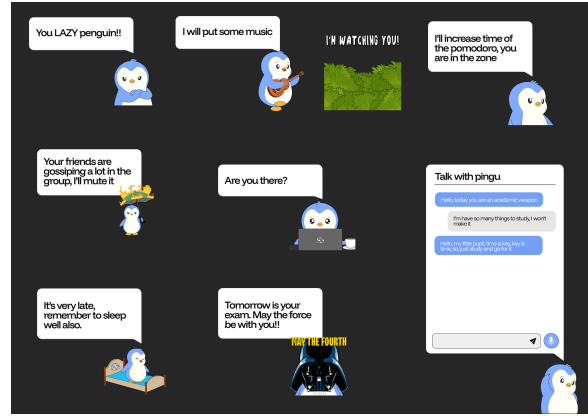 You LAZY penguin!!
I will put some music
I'M WATCHING YOU!
I'll increase time of
the pomodoro, you
are in the zone
Your friends are
gossiping a lot in the
group, I'll mute it
Are you there?
Talk with pingu
Hello, today you are an academic weapon
I'm have so many things to study, I won't
make it
Hello, my little pupil, time is key, key is
time, so, just study and go for it
It's very late,
remember to sleep
well also.
Tomorrow is your
exam. May the force
be with you!!
MAY THE FOURTH